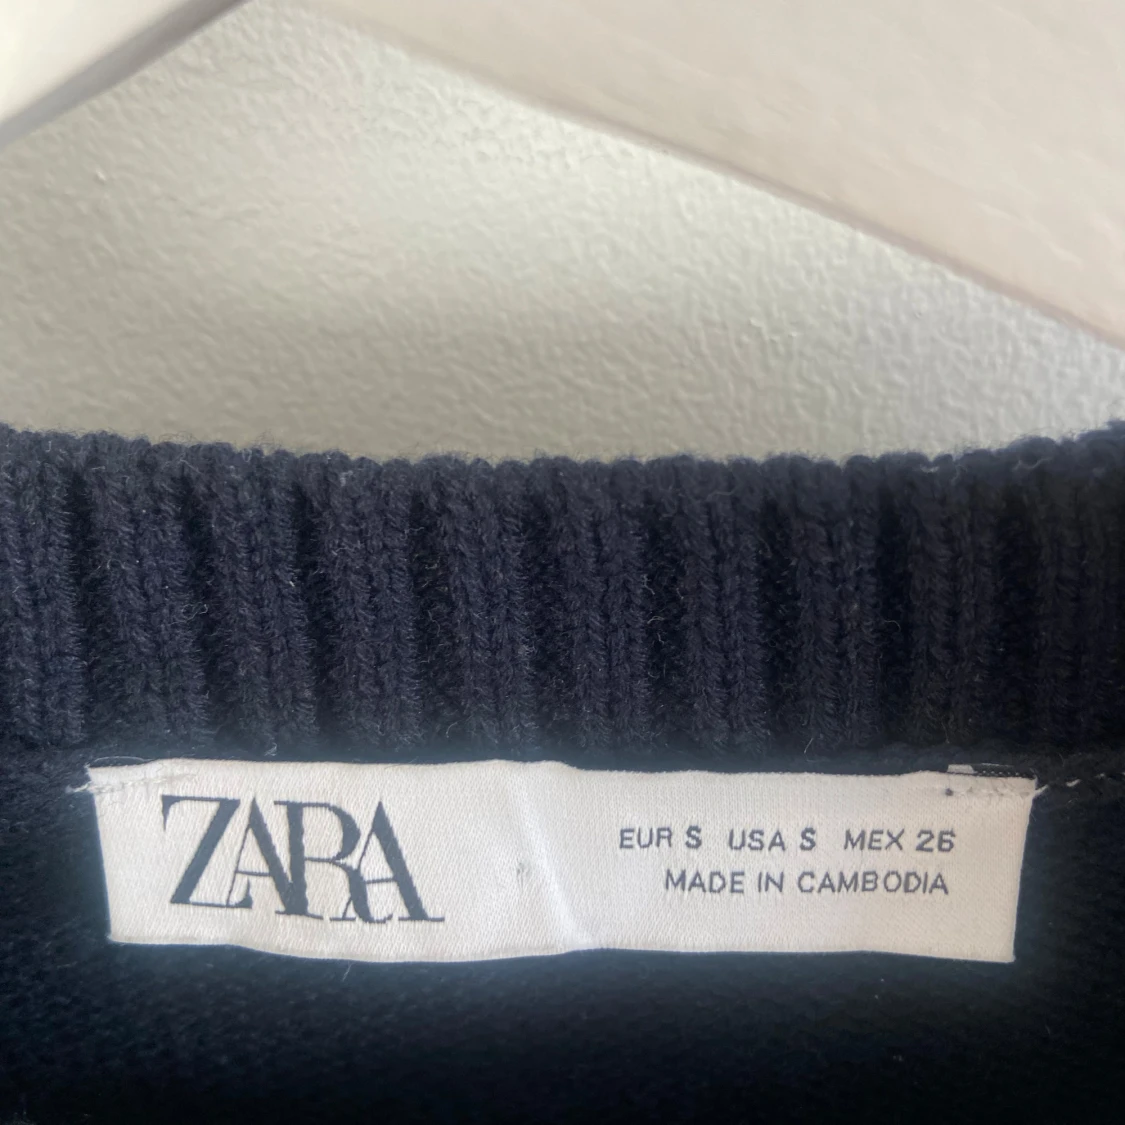 ZARA
EUR S USA S MEX 26
MADE IN CAMBODIA